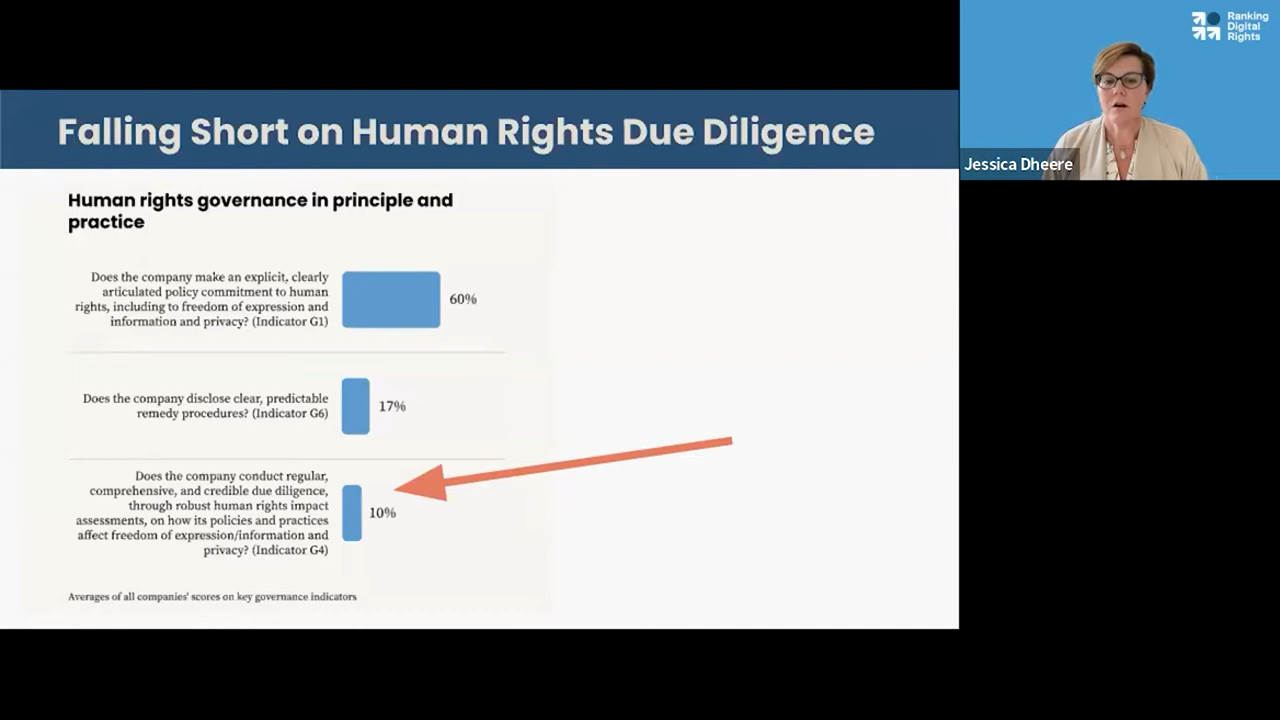 Falling Short on Human Rights Due Diligence
Human rights governance in principle and
practice
Does the company make an explicit, clearly
articulated policy commitment to human
rights, including to freedom of expression and
information and privacy? (Indicator G1)
60%
Does the company disclose clear, predictable
remedy procedures? (Indicator G6)
17%
Does the company conduct regular,
comprehensive, and credible due diligence,
through robust human rights impact
assessments, on how its policies and practices
affect freedom of expression/information and
privacy? (Indicator G4)
10%
Averages of all companies' scores on key governance indicators
Ranking
Digital
Rights
Jessica Dheere